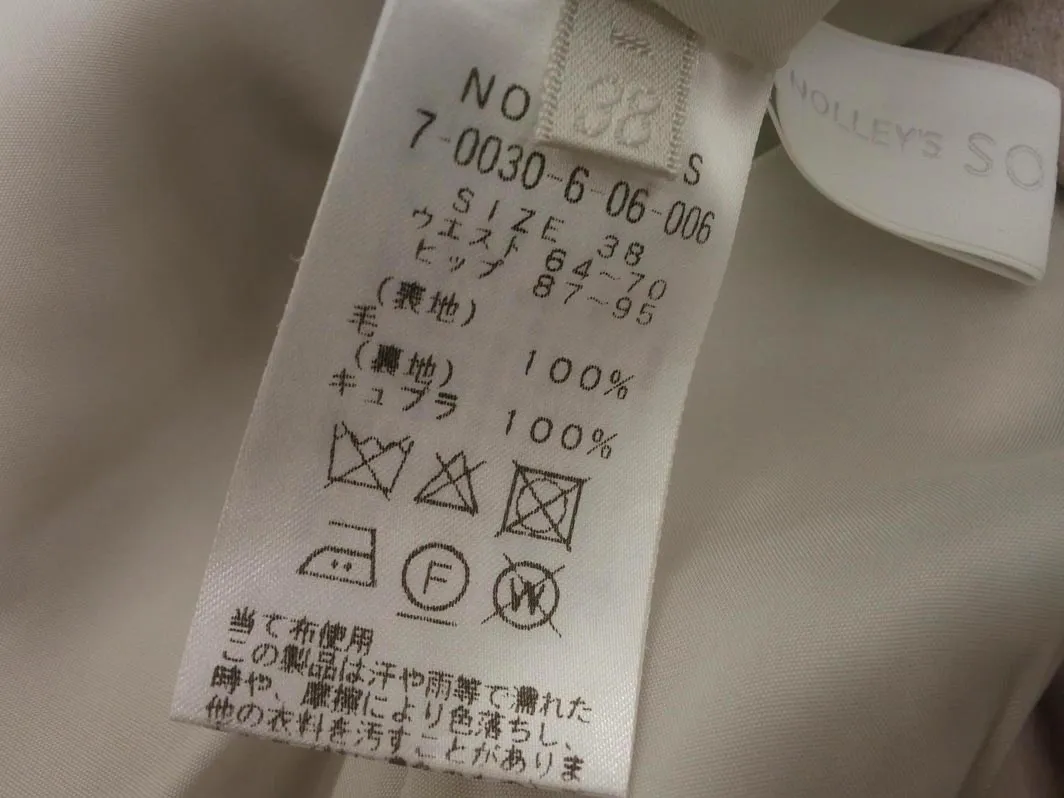 38
NO
S
7-0030-6-06-006
SIZE 38
ウエスト 64~70
ヒップ 87~95
(表地)
毛 100%
(裏地)
キュプラ 100%
F
W
当て布使用
この製品は汗や雨等で濡れた
時や、摩擦により色落ちし、
他の衣料を汚すことがありま
NOLLEY'S SO